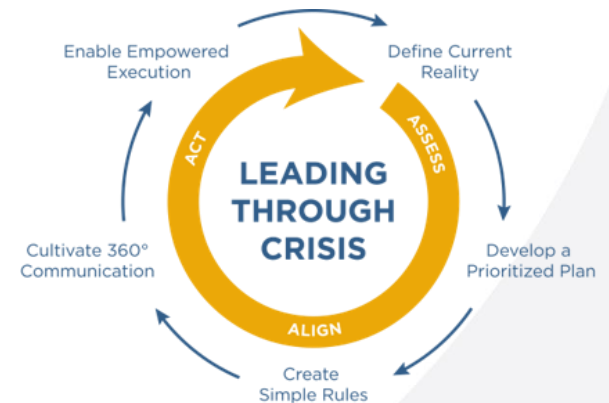 Enable Empowered
Execution
Define Current
Reality
ACT
ASSESS
LEADING
THROUGH
CRISIS
Cultivate 360°
Communication
Develop a
Prioritized Plan
ALIGN
Create
Simple Rules